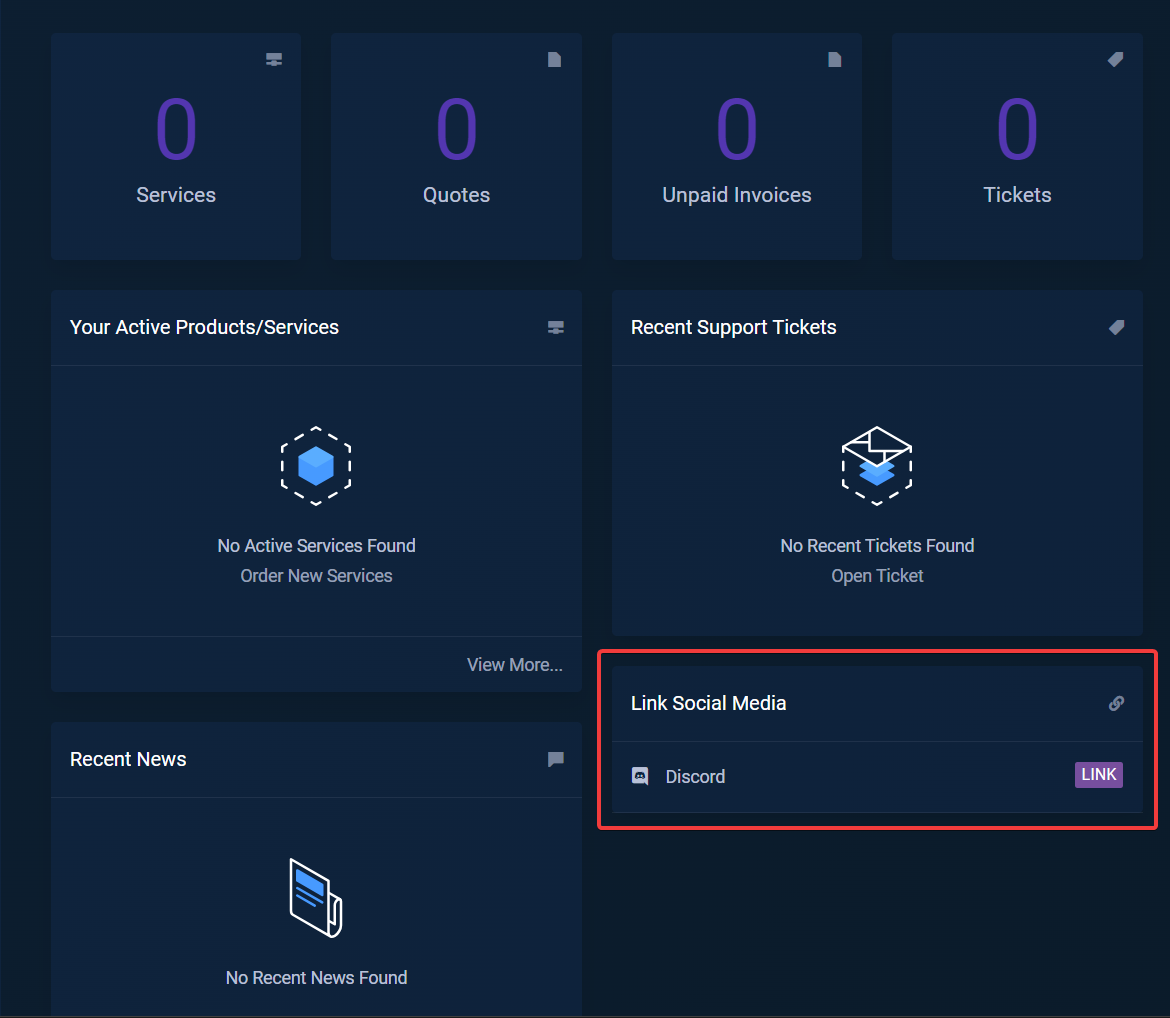 0
Services
0
Quotes
0
Unpaid Invoices
0
Tickets
Your Active Products/Services
No Active Services Found
Order New Services
View More...
Recent Support Tickets
No Recent Tickets Found
Open Ticket
Link Social Media
Discord
LINK
Recent News
No Recent News Found